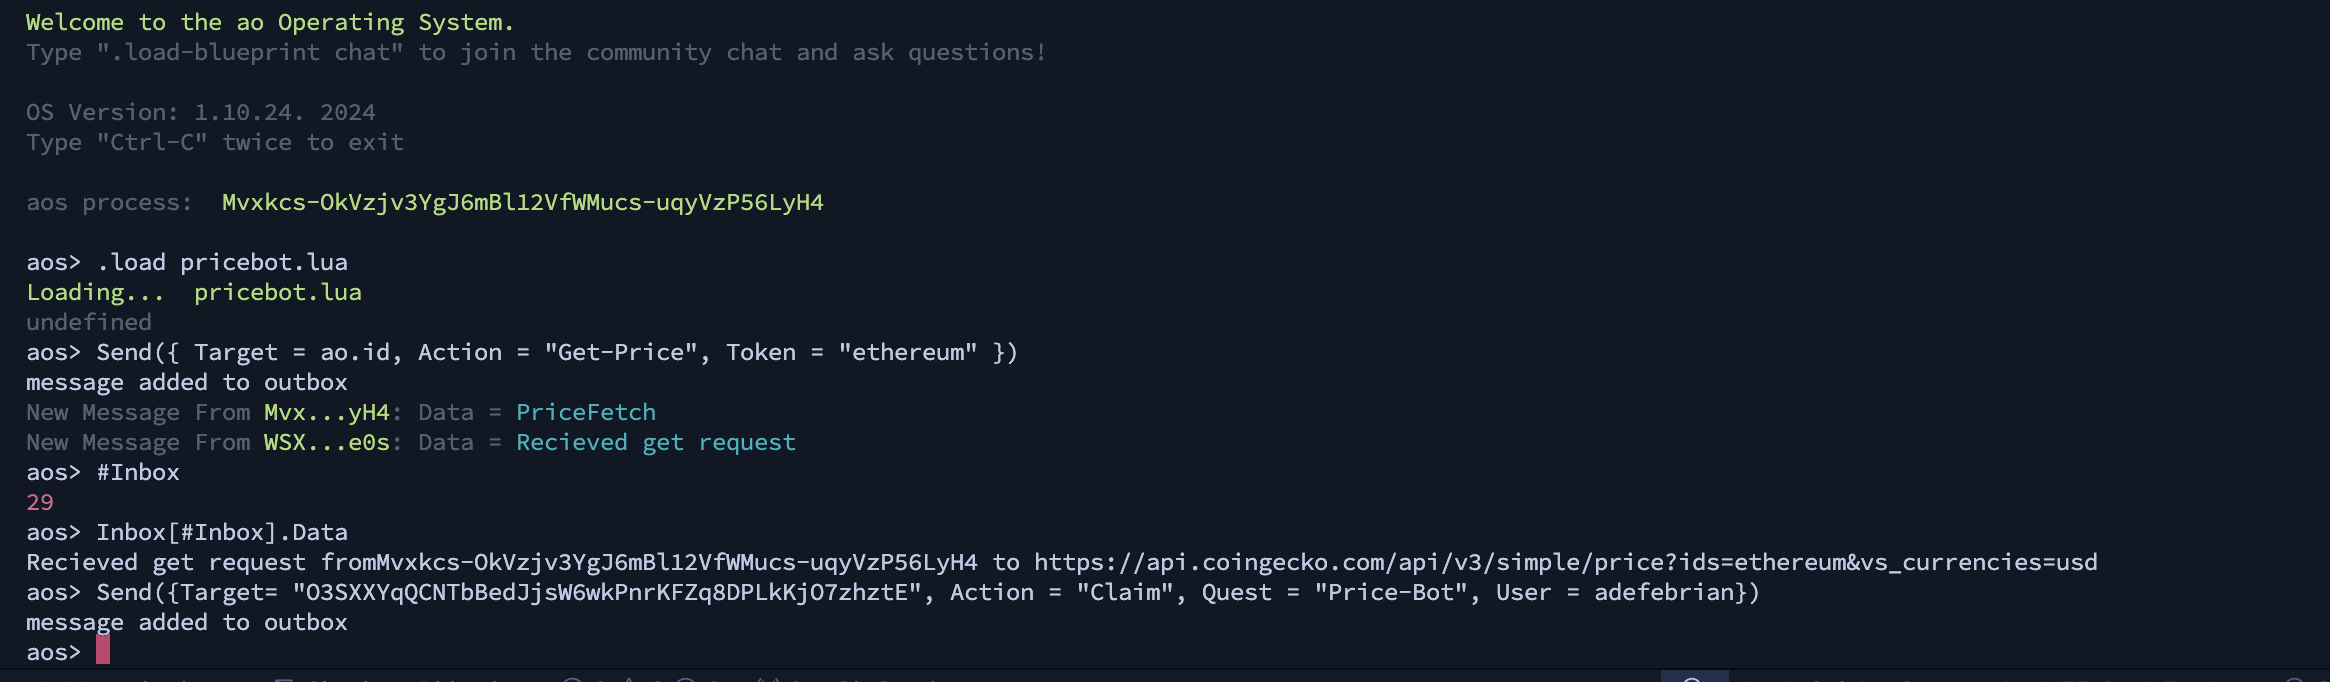 Welcome to the ao Operating System.
Type ".load-blueprint chat" to join the community chat and ask questions!
OS Version: 1.10.24. 2024
Type "Ctrl-C" twice to exit
aos process:  Mvxkcs-OkVzjv3YgJ6mBl12VfWMucs-uqyVzP56LyH4
aos> .load pricebot.lua
Loading...  pricebot.lua
undefined
aos> Send({ Target = ao.id, Action = "Get-Price", Token = "ethereum" })
message added to outbox
New Message From Mvx...yH4: Data = PriceFetch
New Message From WSX...e0s: Data = Recieved get request
aos> #Inbox
29
aos> Inbox[#Inbox].Data
Recieved get request fromMvxkcs-OkVzjv3YgJ6mBl12VfWMucs-uqyVzP56LyH4 to https://api.coingecko.com/api/v3/simple/price?ids=ethereum&vs_currencies=usd
aos> Send({Target= "O3SXXYqQCNTbBedJjsW6wkPnrKFZq8DPLkKjO7zhztE", Action = "Claim", Quest = "Price-Bot", User = adefebrian})
message added to outbox
aos>